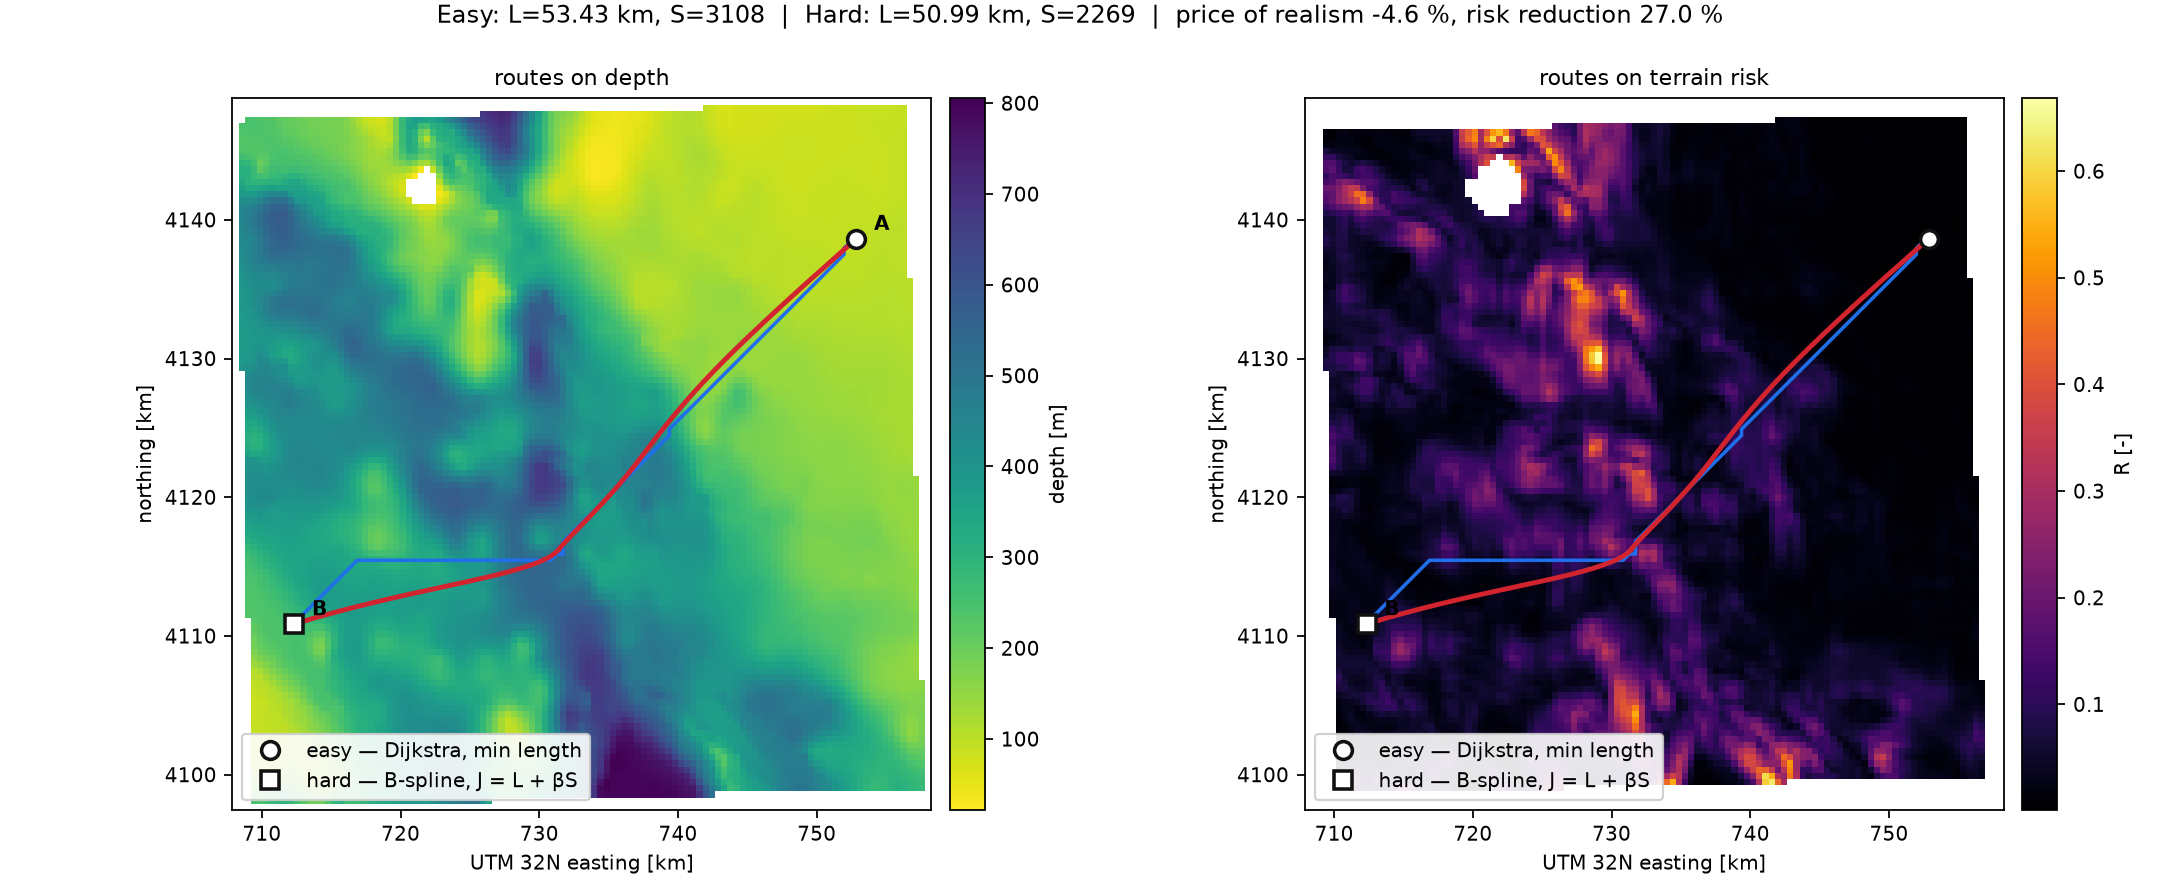 Easy: L=53.43 km, S=3108 | Hard: L=50.99 km, S=2269 | price of realism -4.6 %, risk reduction 27.0 %
routes on depth
4140
4130
4120
4110
4100
northing [km]
A
B
easy — Dijkstra, min length
hard — B-spline, J = L + βS
710
720
730
740
750
UTM 32N easting [km]
800
700
600
500
400
300
200
100
depth [m]
routes on terrain risk
4140
4130
4120
4110
4100
northing [km]
B
easy — Dijkstra, min length
hard — B-spline, J = L + βS
710
720
730
740
750
UTM 32N easting [km]
0.6
0.5
0.4
0.3
0.2
0.1
R [-]